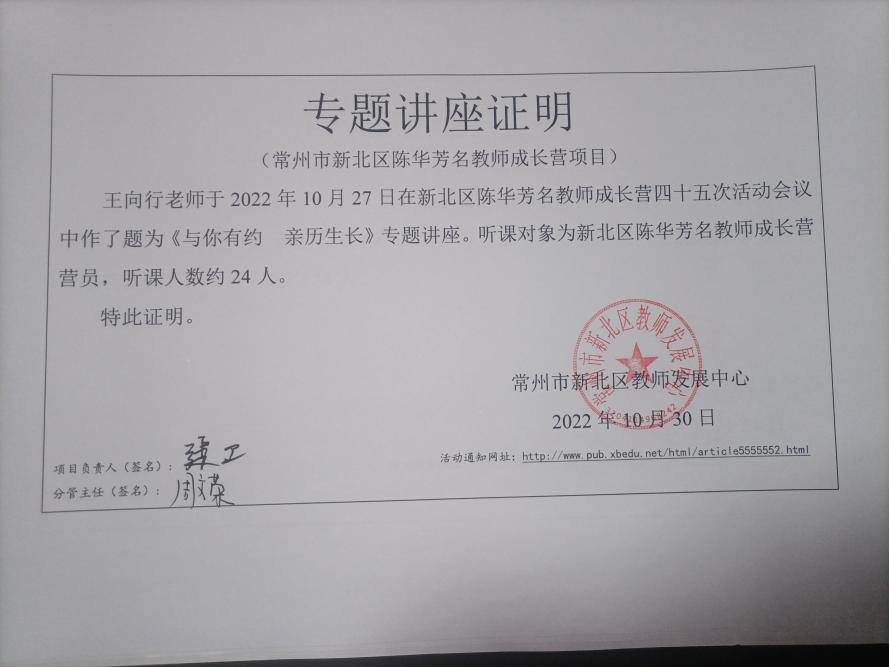 专题讲座证明
（常州市新北区陈华芳名教师成长营项目）
王向行老师于 2022 年 10 月 27 日在新北区陈华芳名教师成长营四十五次活动会议
中作了题为《与你有约　亲历生长》专题讲座。听课对象为新北区陈华芳名教师成长营
营员，听课人数约 24 人。
特此证明。
常州市新北区教师发展中心
常州市新北区教师发展中心
2022 年 10 月 30 日
活动通知网址：http://www.pub.xbedu.net/html/article5555552.html
项目负责人（签名）：
分管主任（签名）：周文荣